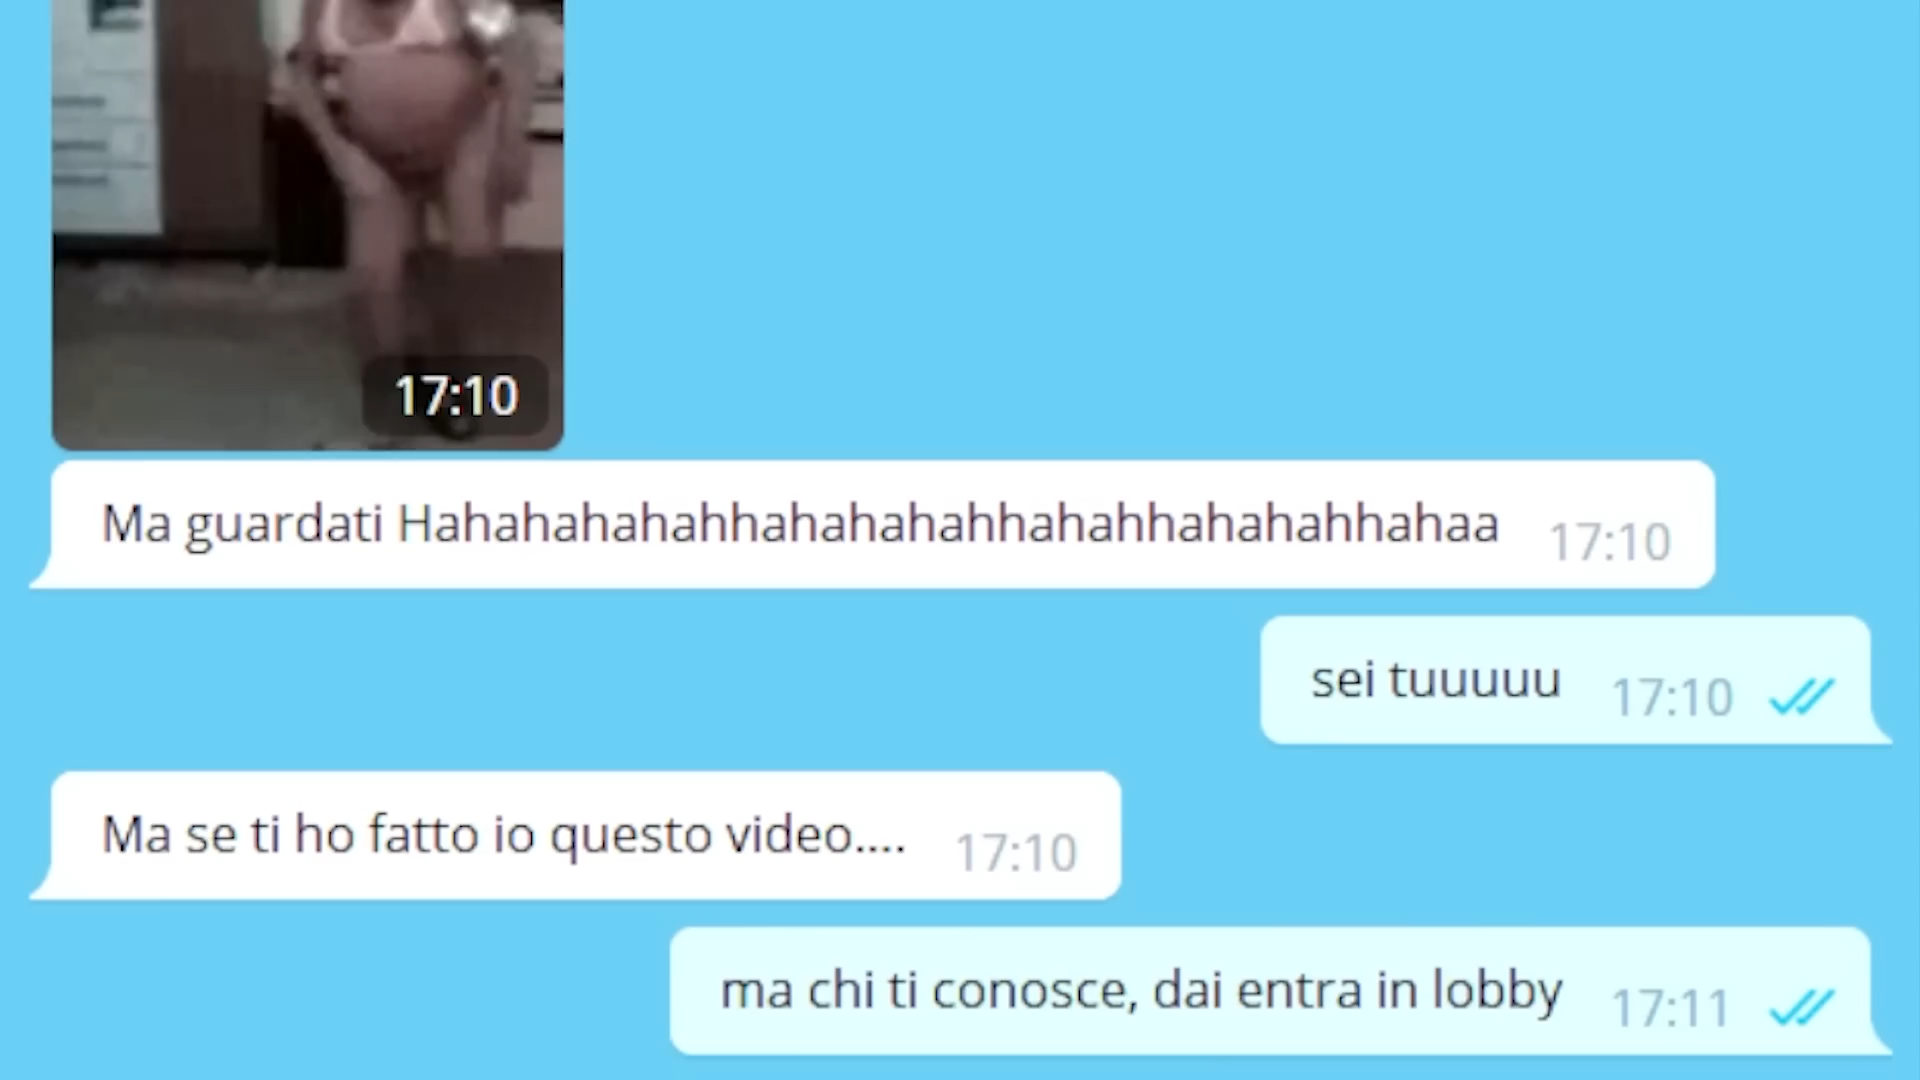 17:10
Ma guardati Hahahahahahhahahahahhahahhahahahhahaa 17:10
sei tuuuuu 17:10
Ma se ti ho fatto io questo video.... 17:10
ma chi ti conosce, dai entra in lobby 17:11